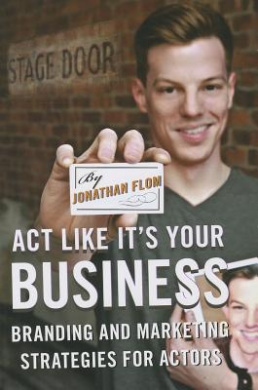 STAGE DOOR
By
JONATHAN FLOM
ACT LIKE IT'S YOUR
BUSINESS
BRANDING AND MARKETING
STRATEGIES FOR ACTORS